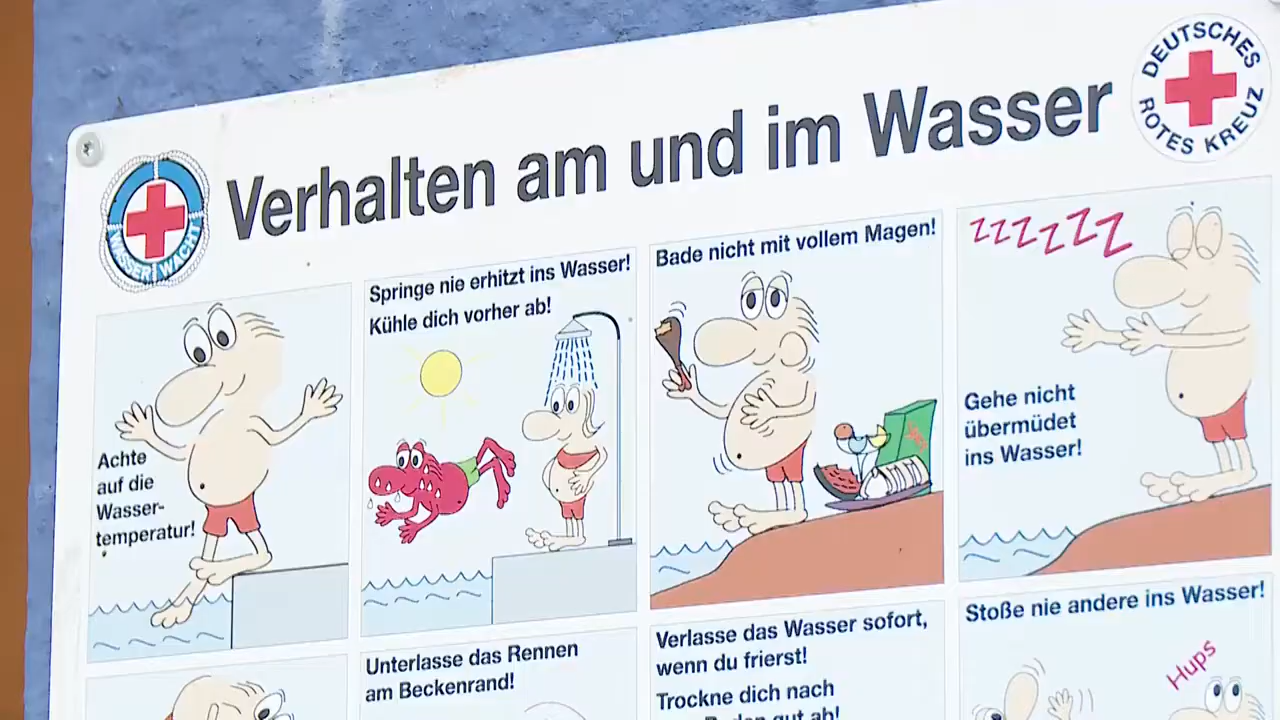 Verhalten am und im Wasser
DEUTSCHES
ROTES KREUZ
WASSERWACHT
Achte
auf die
Wasser-
temperatur!
Springe nie erhitzt ins Wasser!
Kühle dich vorher ab!
Bade nicht mit vollem Magen!
ZZZZZZ
Gehe nicht
übermüdet
ins Wasser!
Unterlasse das Rennen
am Beckenrand!
Verlasse das Wasser sofort,
wenn du frierst!
Trockne dich nach
gut ab!
Stoße nie andere ins Wasser!
Hups